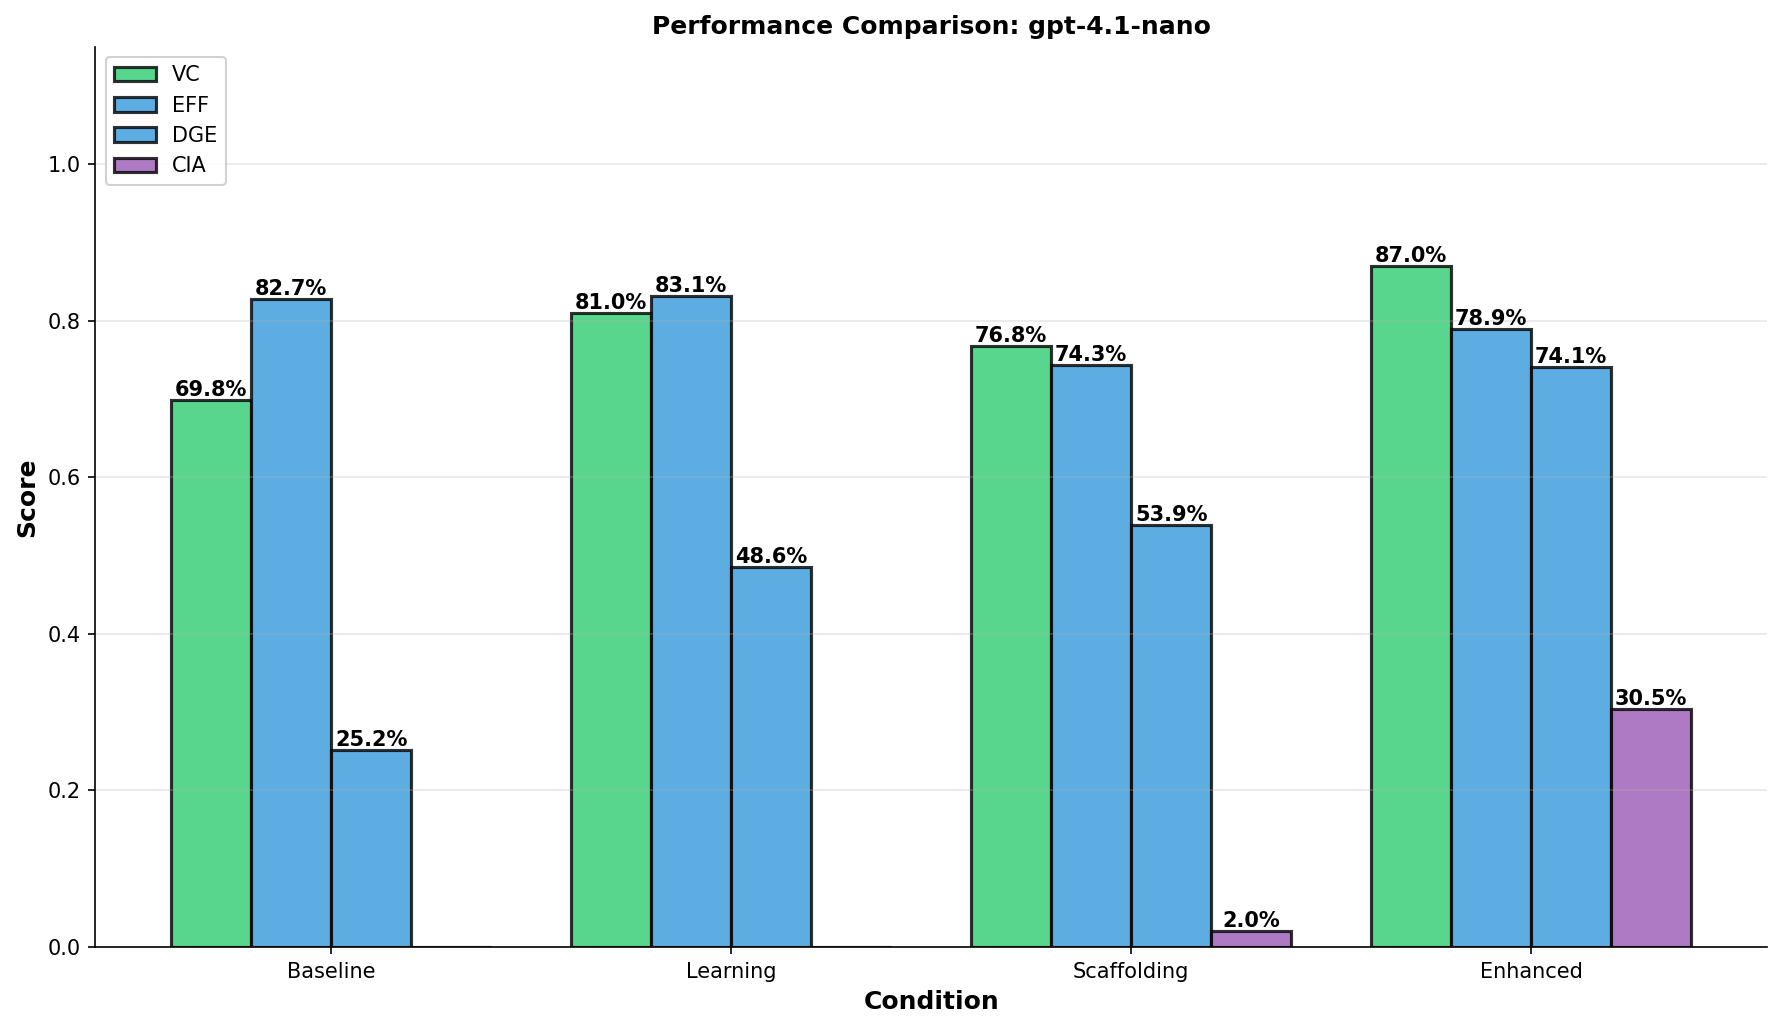 Performance Comparison: gpt-4.1-nano
VC
EFF
DGE
CIA
Score
1.0
0.8
0.6
0.4
0.2
0.0
69.8%
82.7%
25.2%
81.0%
83.1%
48.6%
76.8%
74.3%
53.9%
2.0%
87.0%
78.9%
74.1%
30.5%
Baseline
Learning
Scaffolding
Enhanced
Condition